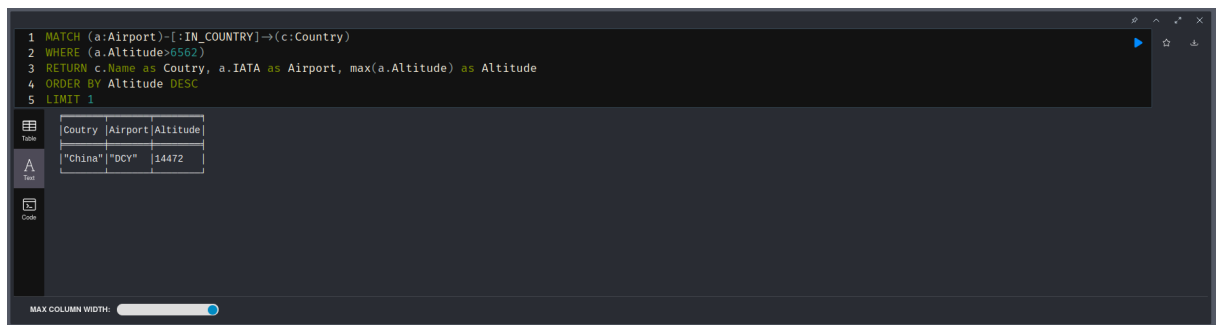 1 MATCH (a:Airport)-[:IN_COUNTRY]→(c:Country)
2 WHERE (a.Altitude>6562)
3 RETURN c.Name as Coutry, a.IATA as Airport, max(a.Altitude) as Altitude
4 ORDER BY Altitude DESC
5 LIMIT 1
Table
|Coutry |Airport|Altitude|
|"China"|"DCY" |14472 |
A
Text
Code
MAX COLUMN WIDTH: